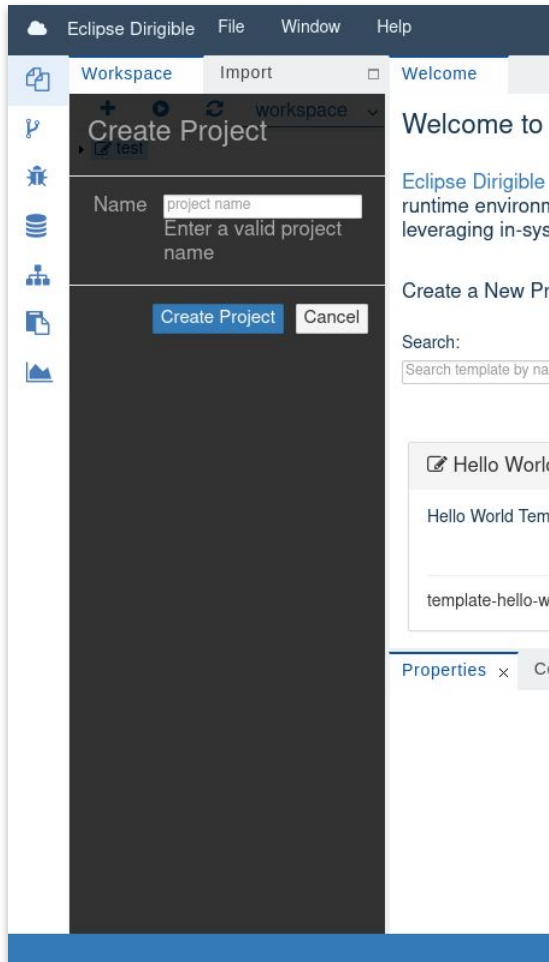 Eclipse Dirigible File Window Help
Workspace Import
Welcome
workspace
Create Project
test
Name project name
Enter a valid project
name
Create Project Cancel
Welcome to
Eclipse Dirigible
runtime environm
leveraging in-sys
Create a New Pr
Search:
Search template by na
Hello World
Hello World Tem
template-hello-w
Properties × Co